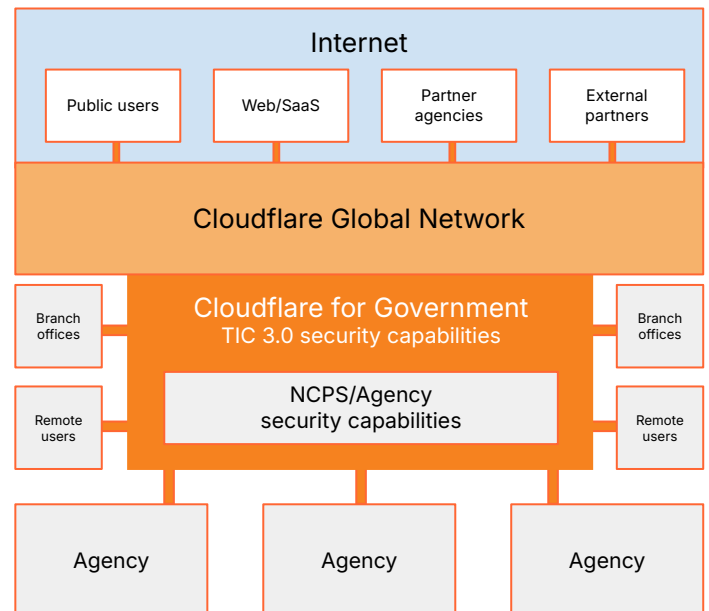 Internet
Public users
Web/SaaS
Partner
agencies
External
partners
Cloudflare Global Network
Cloudflare for Government
TIC 3.0 security capabilities
Branch
offices
Branch
offices
NCPS/Agency
security capabilities
Remote
users
Remote
users
Agency
Agency
Agency